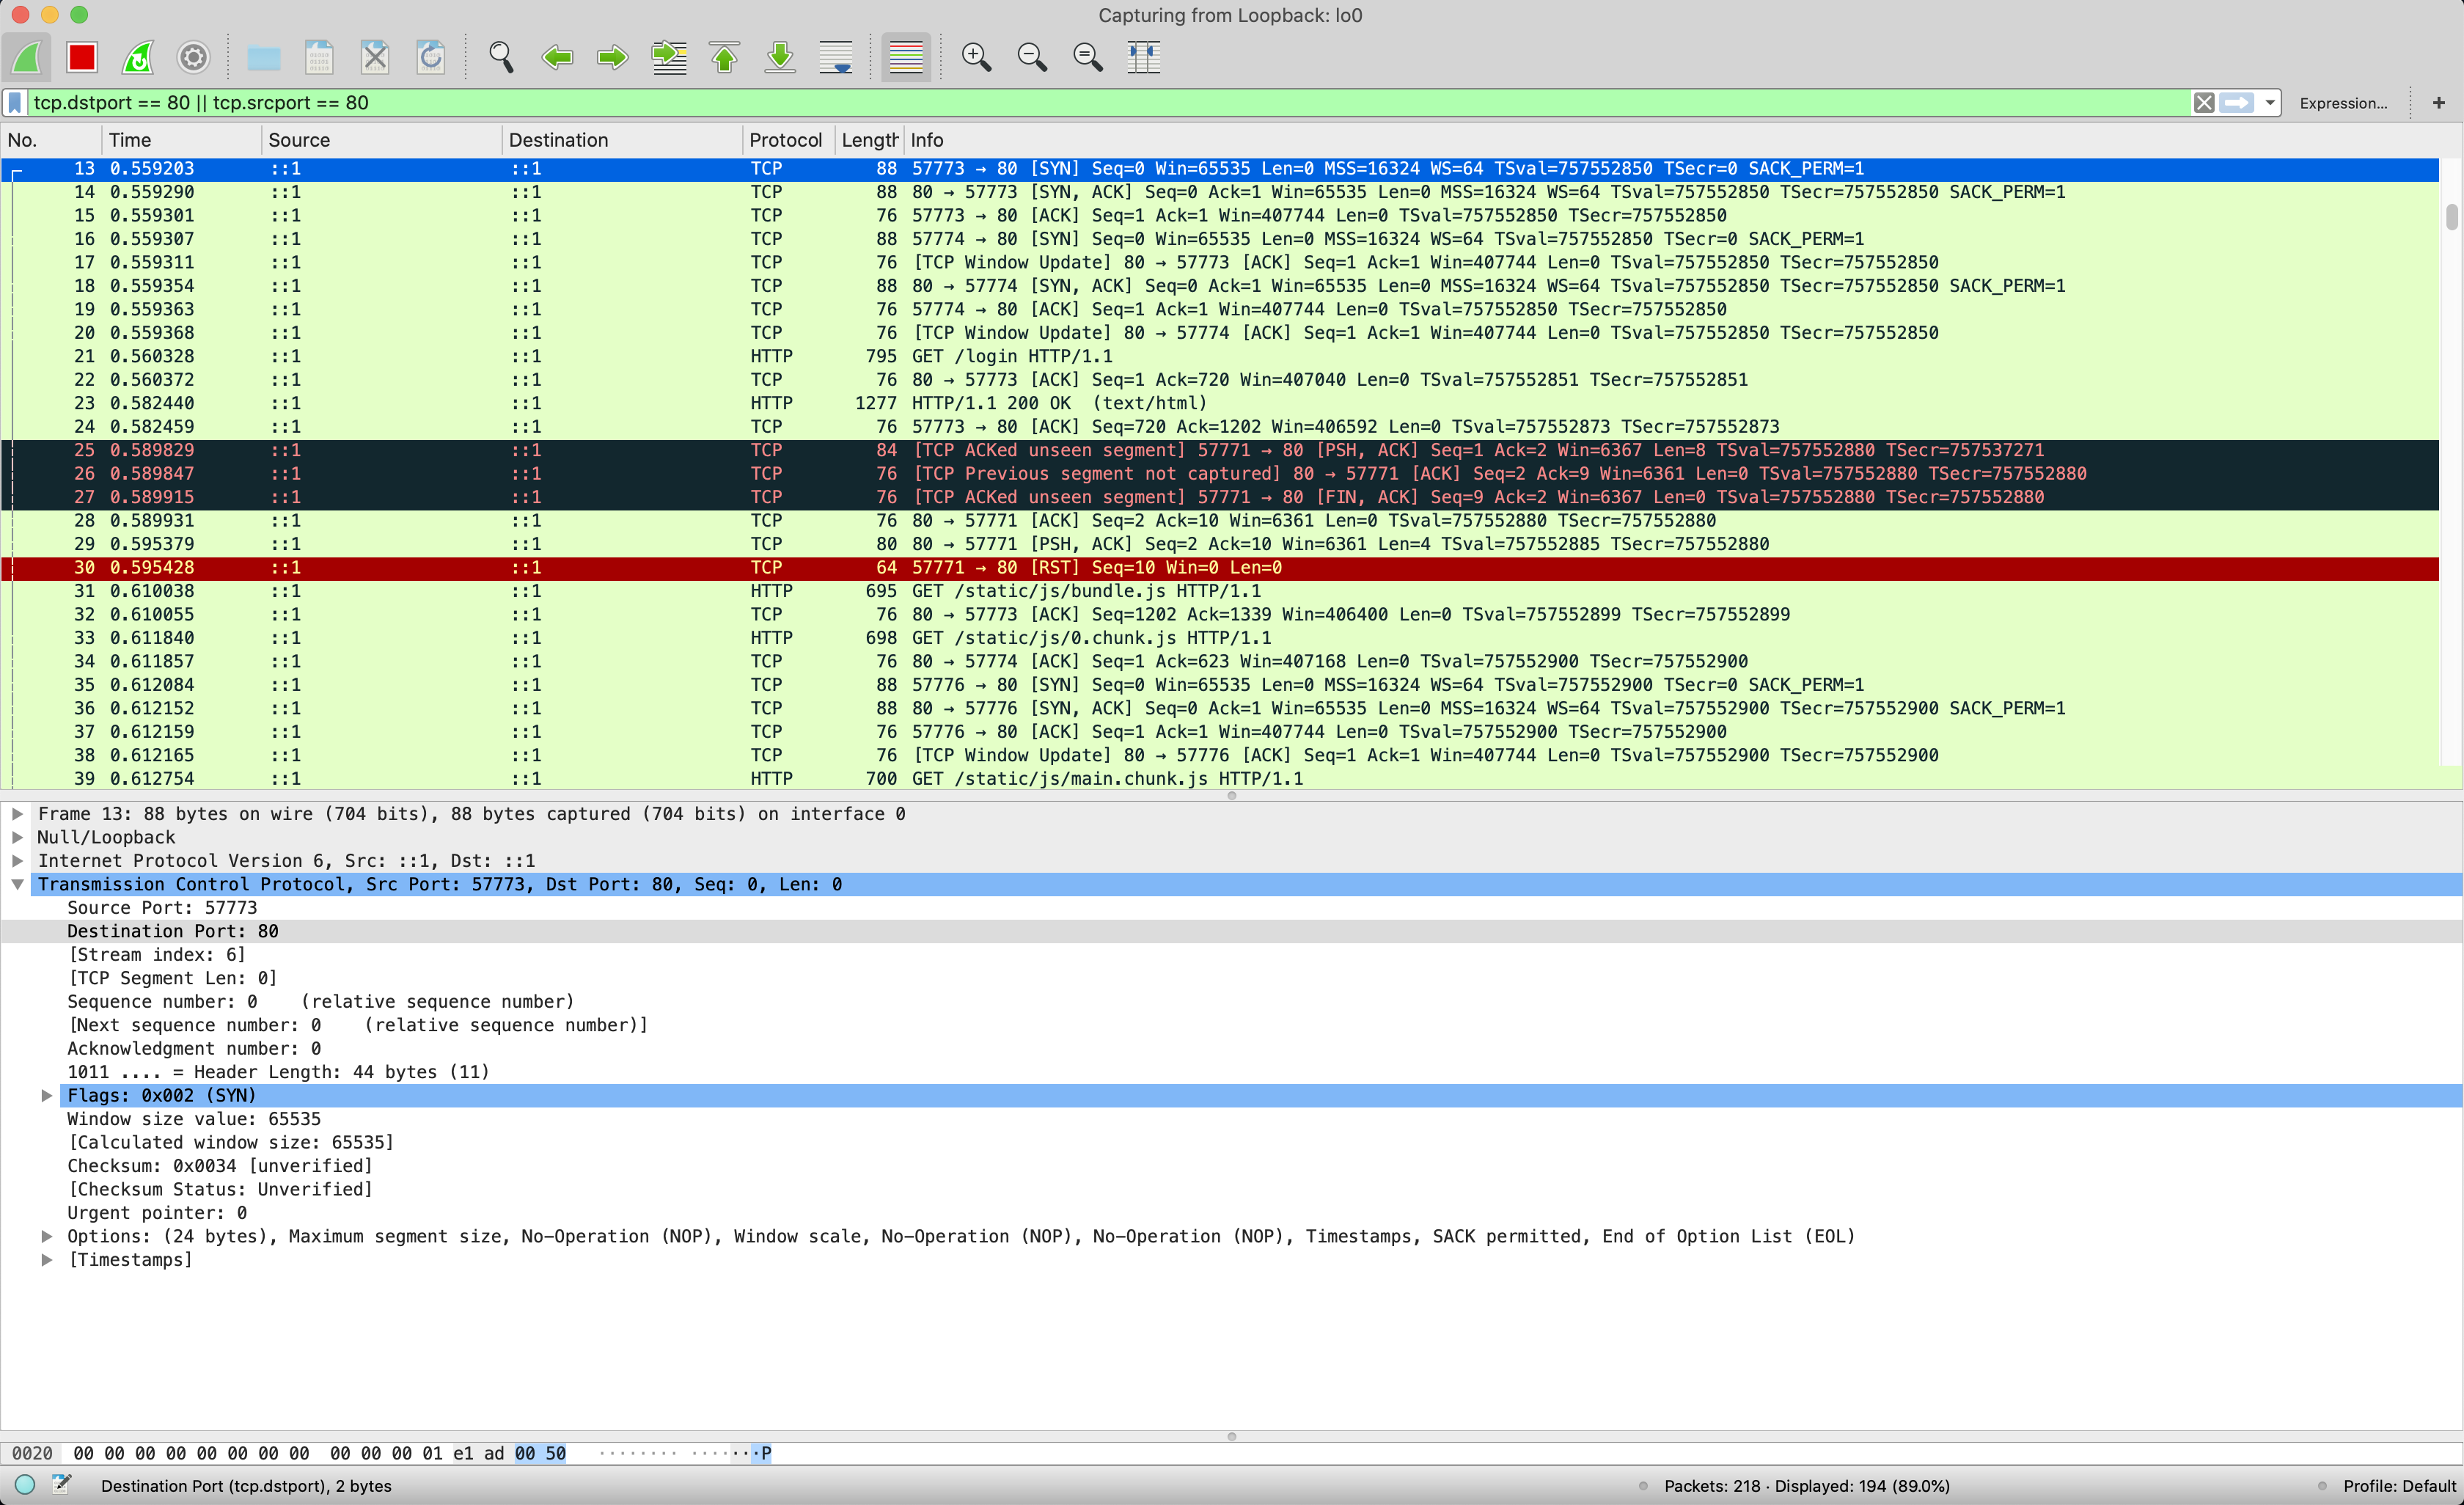 Capturing from Loopback: lo0
tcp.dstport == 80 || tcp.srcport == 80
Expression...
+
No. Time Source Destination Protocol Length Info
13 0.559203 ::1 ::1 TCP 88 57773 → 80 [SYN] Seq=0 Win=65535 Len=0 MSS=16324 WS=64 TSval=757552850 TSecr=0 SACK_PERM=1
14 0.559290 ::1 ::1 TCP 88 80 → 57773 [SYN, ACK] Seq=0 Ack=1 Win=65535 Len=0 MSS=16324 WS=64 TSval=757552850 TSecr=757552850 SACK_PERM=1
15 0.559301 ::1 ::1 TCP 76 57773 → 80 [ACK] Seq=1 Ack=1 Win=407744 Len=0 TSval=757552850 TSecr=757552850
16 0.559307 ::1 ::1 TCP 88 57774 → 80 [SYN] Seq=0 Win=65535 Len=0 MSS=16324 WS=64 TSval=757552850 TSecr=0 SACK_PERM=1
17 0.559311 ::1 ::1 TCP 76 [TCP Window Update] 80 → 57773 [ACK] Seq=1 Ack=1 Win=407744 Len=0 TSval=757552850 TSecr=757552850
18 0.559354 ::1 ::1 TCP 88 80 → 57774 [SYN, ACK] Seq=0 Ack=1 Win=65535 Len=0 MSS=16324 WS=64 TSval=757552850 TSecr=757552850 SACK_PERM=1
19 0.559363 ::1 ::1 TCP 76 57774 → 80 [ACK] Seq=1 Ack=1 Win=407744 Len=0 TSval=757552850 TSecr=757552850
20 0.559368 ::1 ::1 TCP 76 [TCP Window Update] 80 → 57774 [ACK] Seq=1 Ack=1 Win=407744 Len=0 TSval=757552850 TSecr=757552850
21 0.560328 ::1 ::1 HTTP 795 GET /login HTTP/1.1
22 0.560372 ::1 ::1 TCP 76 80 → 57773 [ACK] Seq=1 Ack=720 Win=407040 Len=0 TSval=757552851 TSecr=757552851
23 0.582440 ::1 ::1 HTTP 1277 HTTP/1.1 200 OK  (text/html)
24 0.582459 ::1 ::1 TCP 76 57773 → 80 [ACK] Seq=720 Ack=1202 Win=406592 Len=0 TSval=757552873 TSecr=757552873
25 0.589829 ::1 ::1 TCP 84 [TCP ACKed unseen segment] 57771 → 80 [PSH, ACK] Seq=1 Ack=2 Win=6367 Len=8 TSval=757552880 TSecr=757537271
26 0.589847 ::1 ::1 TCP 76 [TCP Previous segment not captured] 80 → 57771 [ACK] Seq=2 Ack=9 Win=6361 Len=0 TSval=757552880 TSecr=757552880
27 0.589915 ::1 ::1 TCP 76 [TCP ACKed unseen segment] 57771 → 80 [FIN, ACK] Seq=9 Ack=2 Win=6367 Len=0 TSval=757552880 TSecr=757552880
28 0.589931 ::1 ::1 TCP 76 80 → 57771 [ACK] Seq=2 Ack=10 Win=6361 Len=0 TSval=757552880 TSecr=757552880
29 0.595379 ::1 ::1 TCP 80 80 → 57771 [PSH, ACK] Seq=2 Ack=10 Win=6361 Len=4 TSval=757552885 TSecr=757552880
30 0.595428 ::1 ::1 TCP 64 57771 → 80 [RST] Seq=10 Win=0 Len=0
31 0.610038 ::1 ::1 HTTP 695 GET /static/js/bundle.js HTTP/1.1
32 0.610055 ::1 ::1 TCP 76 80 → 57773 [ACK] Seq=1202 Ack=1339 Win=406400 Len=0 TSval=757552899 TSecr=757552899
33 0.611840 ::1 ::1 HTTP 698 GET /static/js/0.chunk.js HTTP/1.1
34 0.611857 ::1 ::1 TCP 76 80 → 57774 [ACK] Seq=1 Ack=623 Win=407168 Len=0 TSval=757552900 TSecr=757552900
35 0.612084 ::1 ::1 TCP 88 57776 → 80 [SYN] Seq=0 Win=65535 Len=0 MSS=16324 WS=64 TSval=757552900 TSecr=0 SACK_PERM=1
36 0.612152 ::1 ::1 TCP 88 80 → 57776 [SYN, ACK] Seq=0 Ack=1 Win=65535 Len=0 MSS=16324 WS=64 TSval=757552900 TSecr=757552900 SACK_PERM=1
37 0.612159 ::1 ::1 TCP 76 57776 → 80 [ACK] Seq=1 Ack=1 Win=407744 Len=0 TSval=757552900 TSecr=757552900
38 0.612165 ::1 ::1 TCP 76 [TCP Window Update] 80 → 57776 [ACK] Seq=1 Ack=1 Win=407744 Len=0 TSval=757552900 TSecr=757552900
39 0.612754 ::1 ::1 HTTP 700 GET /static/js/main.chunk.js HTTP/1.1
Frame 13: 88 bytes on wire (704 bits), 88 bytes captured (704 bits) on interface 0
Null/Loopback
Internet Protocol Version 6, Src: ::1, Dst: ::1
Transmission Control Protocol, Src Port: 57773, Dst Port: 80, Seq: 0, Len: 0
Source Port: 57773
Destination Port: 80
[Stream index: 6]
[TCP Segment Len: 0]
Sequence number: 0    (relative sequence number)
[Next sequence number: 0    (relative sequence number)]
Acknowledgment number: 0
1011 .... = Header Length: 44 bytes (11)
Flags: 0x002 (SYN)
Window size value: 65535
[Calculated window size: 65535]
Checksum: 0x0034 [unverified]
[Checksum Status: Unverified]
Urgent pointer: 0
Options: (24 bytes), Maximum segment size, No-Operation (NOP), Window scale, No-Operation (NOP), No-Operation (NOP), Timestamps, SACK permitted, End of Option List (EOL)
[Timestamps]
0020 00 00 00 00 00 00 00 00 00 00 00 01 e1 ad 00 50 ········ ·······P
Destination Port (tcp.dstport), 2 bytes
Packets: 218 · Displayed: 194 (89.0%)
Profile: Default